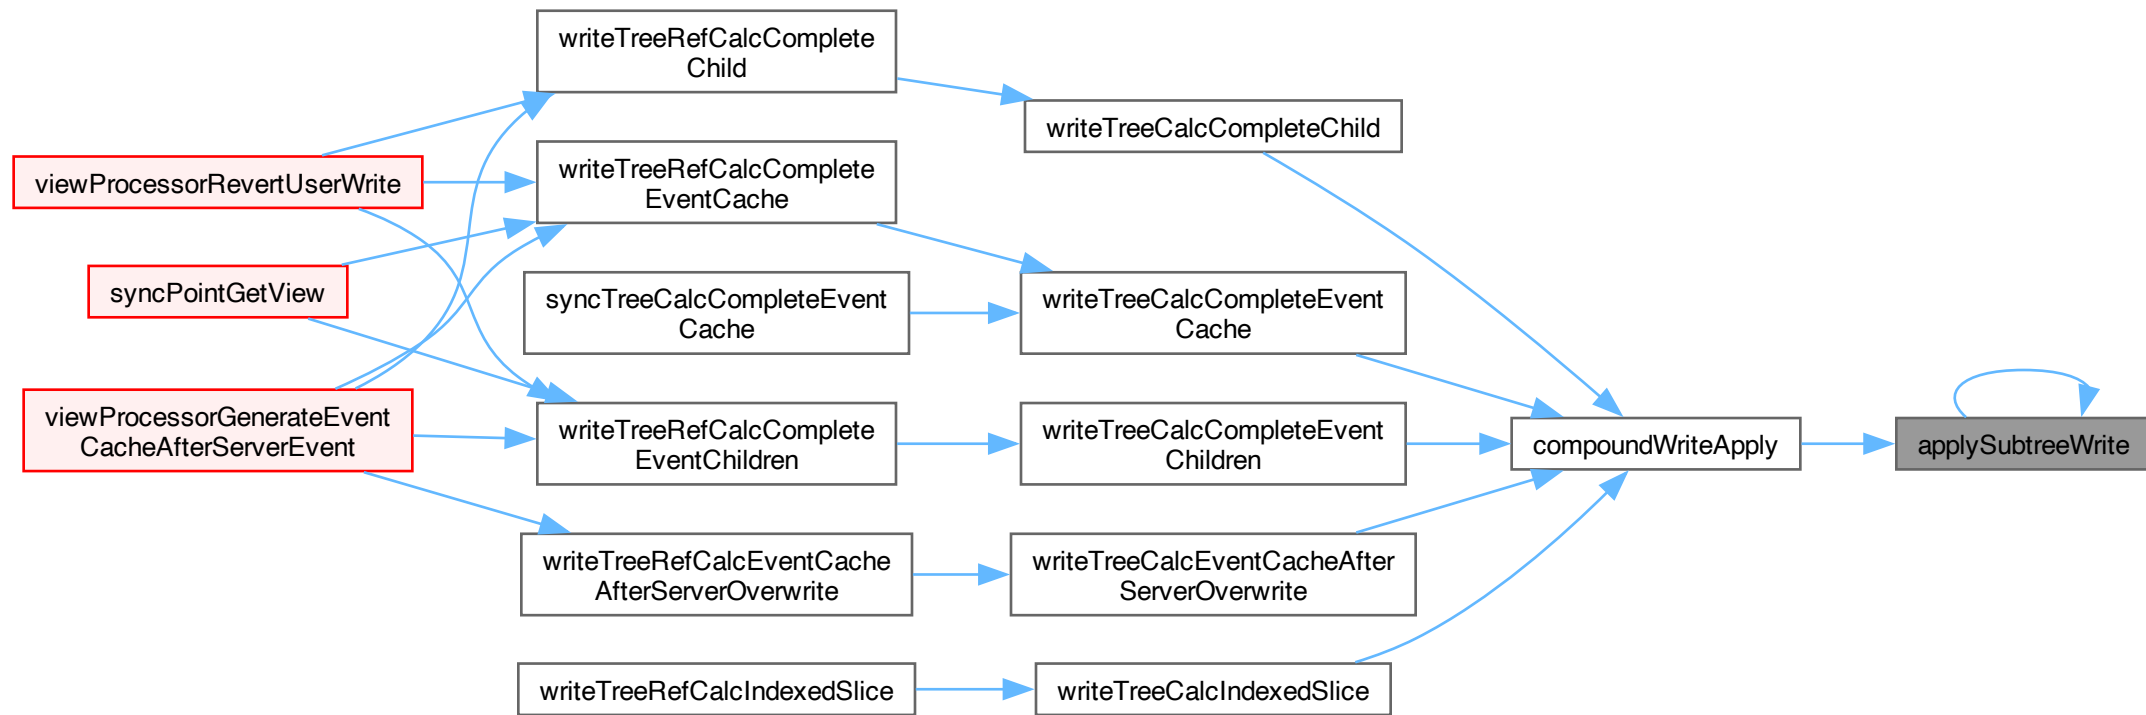 writeTreeRefCalcComplete
Child
writeTreeCalcCompleteChild
viewProcessorRevertUserWrite
writeTreeRefCalcComplete
EventCache
syncPointGetView
syncTreeCalcCompleteEvent
Cache
writeTreeCalcCompleteEvent
Cache
viewProcessorGenerateEvent
CacheAfterServerEvent
writeTreeRefCalcComplete
EventChildren
writeTreeCalcCompleteEvent
Children
compoundWriteApply
applySubtreeWrite
writeTreeRefCalcEventCache
AfterServerOverwrite
writeTreeCalcEventCacheAfter
ServerOverwrite
writeTreeRefCalcIndexedSlice
writeTreeCalcIndexedSlice